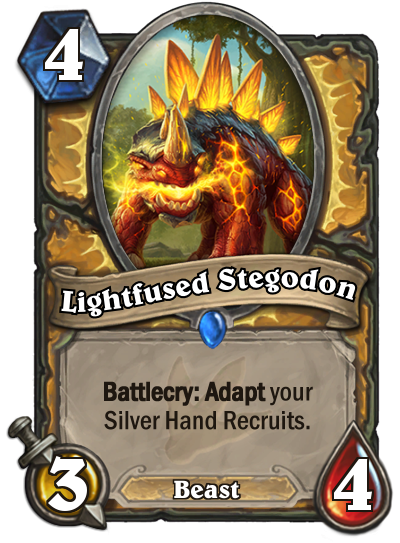 4
Lightfused Stegodon
Battlecry: Adapt your
Silver Hand Recruits.
3
Beast
4